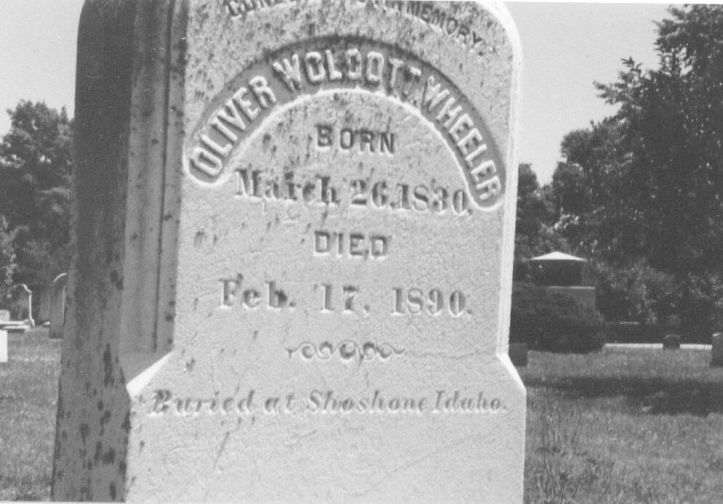 MEMORY.
OLIVER WOLCOTT WHEELER
BORN
March 26, 1830.
DIED
Feb. 17, 1890.
Buried at Shoshone Idaho.